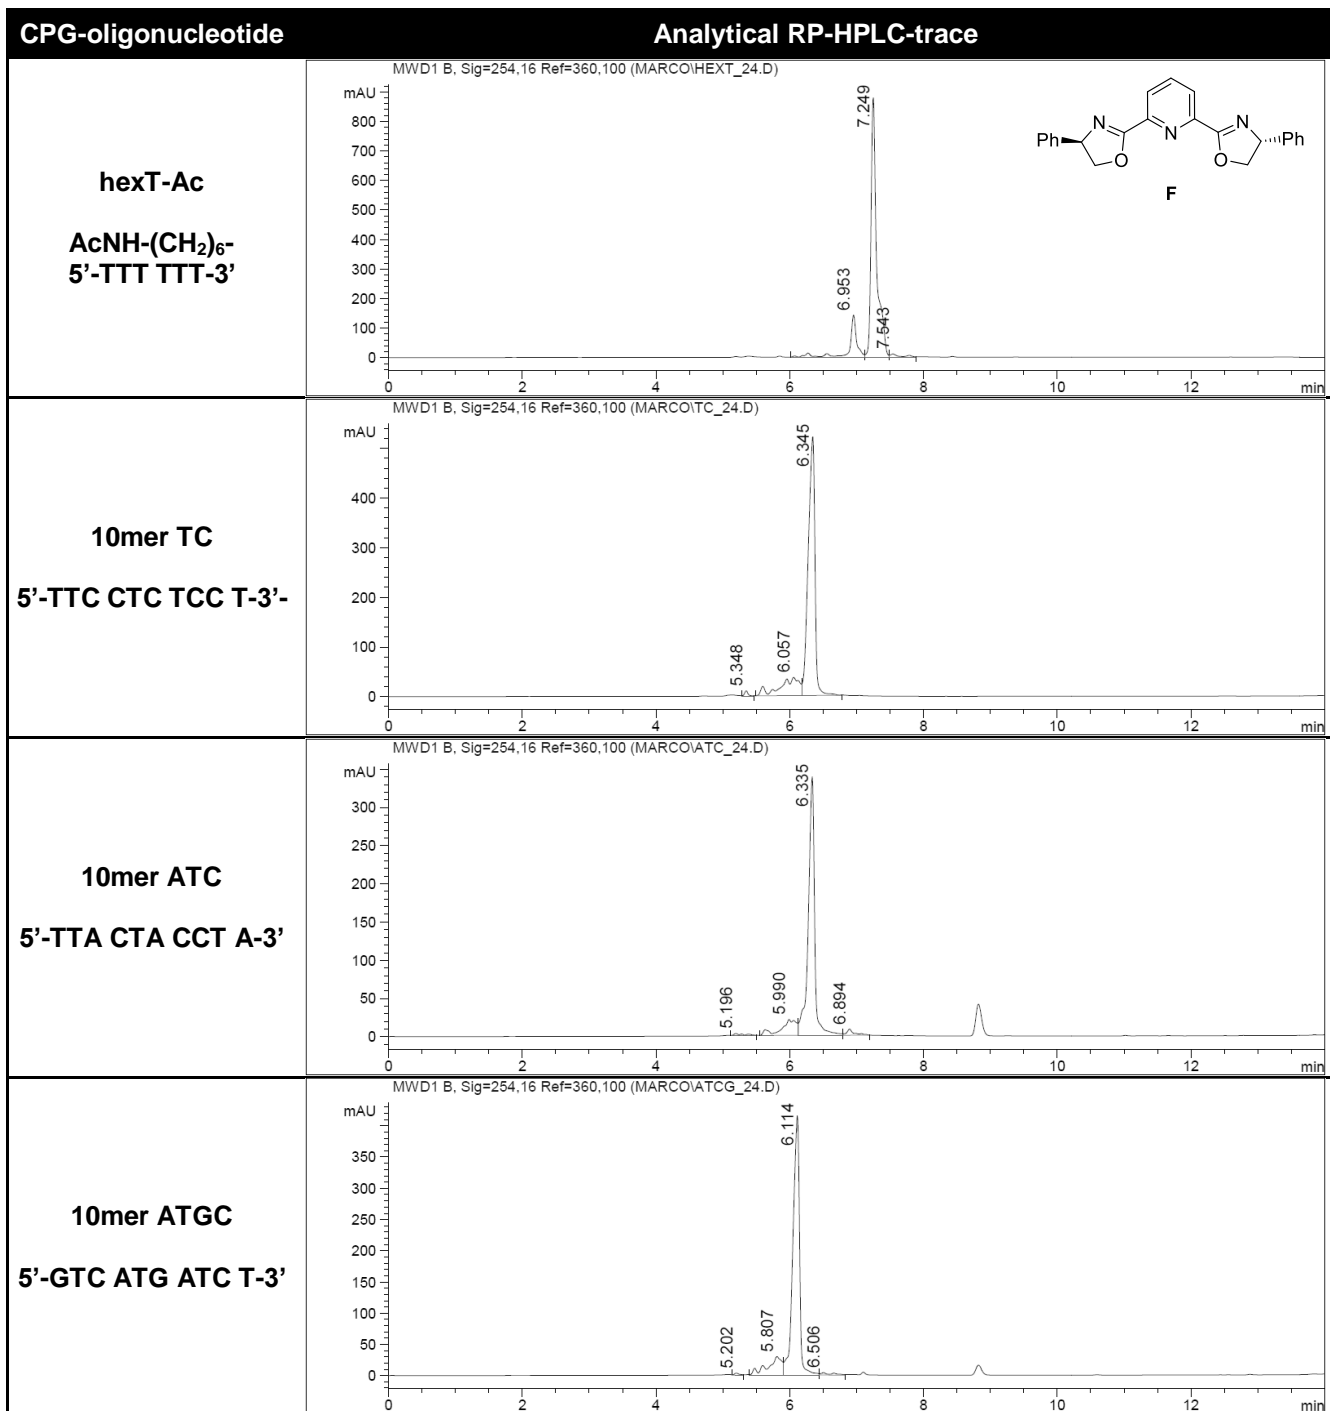 CPG-oligonucleotide Analytical RP-HPLC-trace
hexT-Ac
AcNH-(CH2)6-
5’-TTT TTT-3’
MWD1 B, Sig=254,16 Ref=360,100 (MARCO\HEXT_24.D)
mAU
800
700
600
500
400
300
200
100
0
6.953
7.249
7.543
0 2 4 6 8 10 12 min
Ph N O N O N Ph
F
10mer TC
5’-TTC CTC TCC T-3’-
MWD1 B, Sig=254,16 Ref=360,100 (MARCO\TC_24.D)
mAU
400
300
200
100
0
5.348
6.057
6.345
0 2 4 6 8 10 12 min
10mer ATC
5’-TTA CTA CCT A-3’
MWD1 B, Sig=254,16 Ref=360,100 (MARCO\ATC_24.D)
mAU
300
250
200
150
100
50
0
5.196
5.990
6.335
6.894
0 2 4 6 8 10 12 min
10mer ATGC
5’-GTC ATG ATC T-3’
MWD1 B, Sig=254,16 Ref=360,100 (MARCO\ATCG_24.D)
mAU
350
300
250
200
150
100
50
0
5.202
5.807
6.114
6.506
0 2 4 6 8 10 12 min